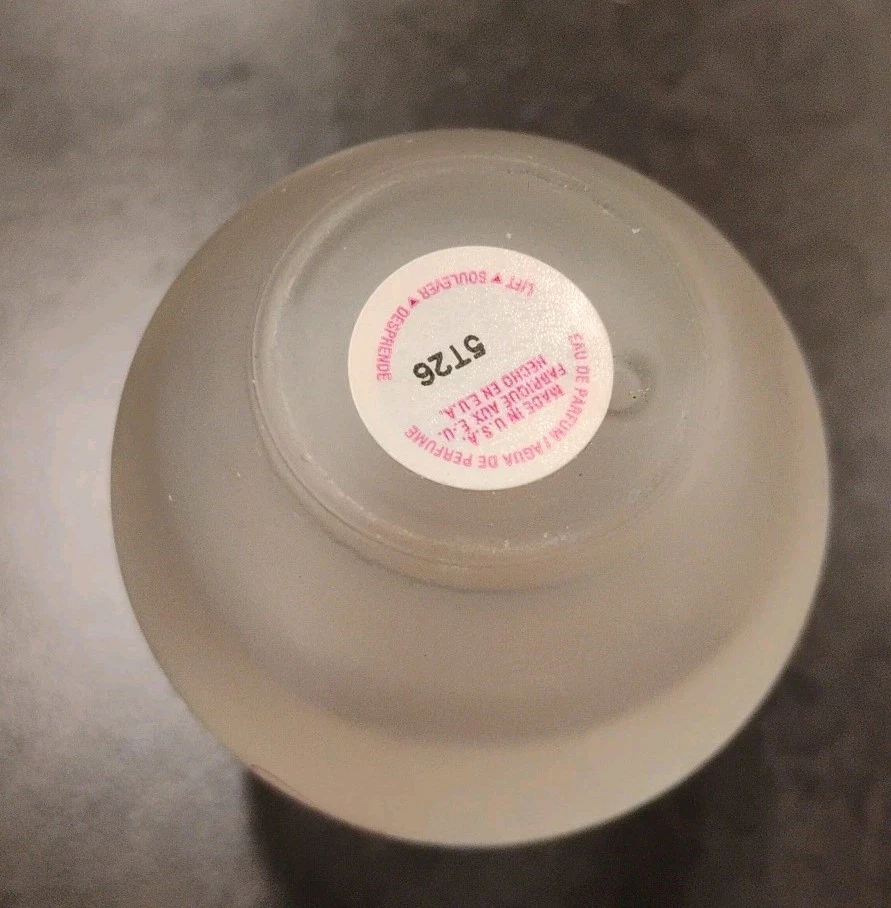 EAU DE PARFUM / AGUA DE PERFUME
MADE IN U.S.A.
FABRIQUÉ AUX É.-U.
HECHO EN E.U.A.
5T26
LIFT ▼ SOULEVER ▼ DESPRENDE